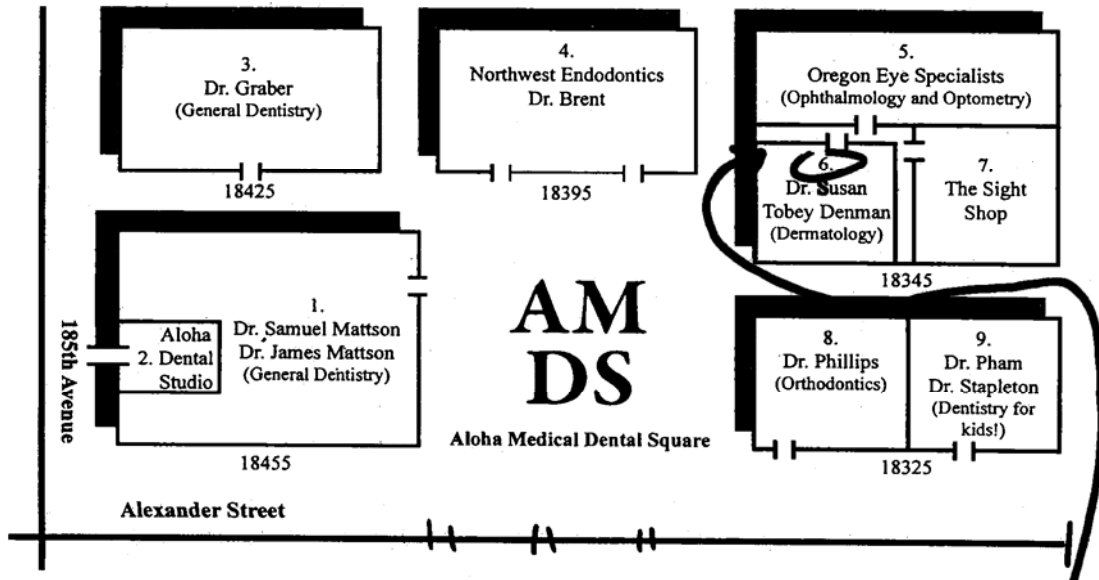 3.
Dr. Graber
(General Dentistry)
18425
4.
Northwest Endodontics
Dr. Brent
18395
5.
Oregon Eye Specialists
(Ophthalmology and Optometry)
6.
Dr. Susan
Tobey Denman
(Dermatology)
7.
The Sight
Shop
18345
185th Avenue
Aloha
2. Dental
Studio
1.
Dr. Samuel Mattson
Dr. James Mattson
(General Dentistry)
18455
AM
DS
Aloha Medical Dental Square
8.
Dr. Phillips
(Orthodontics)
9.
Dr. Pham
Dr. Stapleton
(Dentistry for
kids!)
18325
Alexander Street